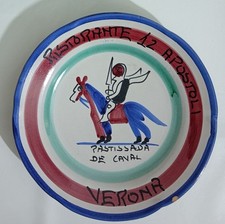 RISTORANTE 12 APOSTOLI
PASTISSADA
DE CAVAL
VERONA